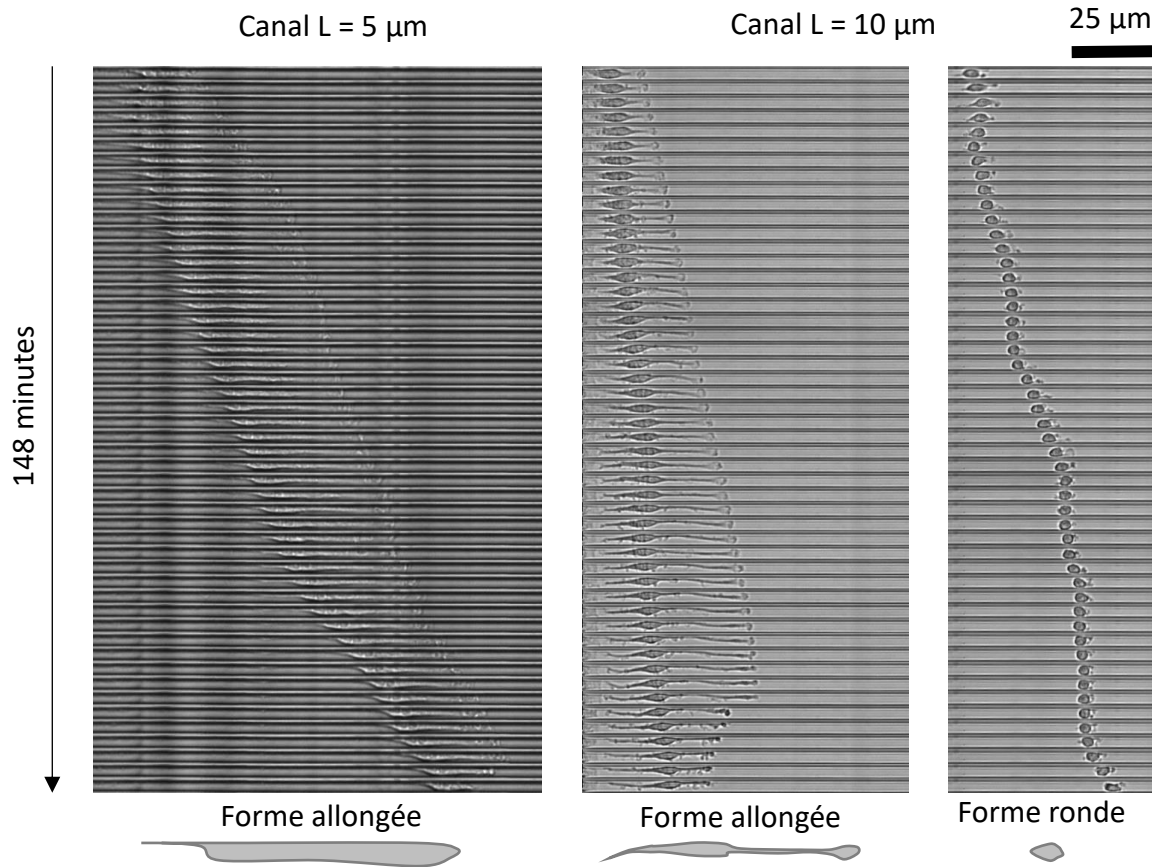 Canal L = 5 µm
Canal L = 10 µm
25 µm
148 minutes
Forme allongée
Forme allongée
Forme ronde